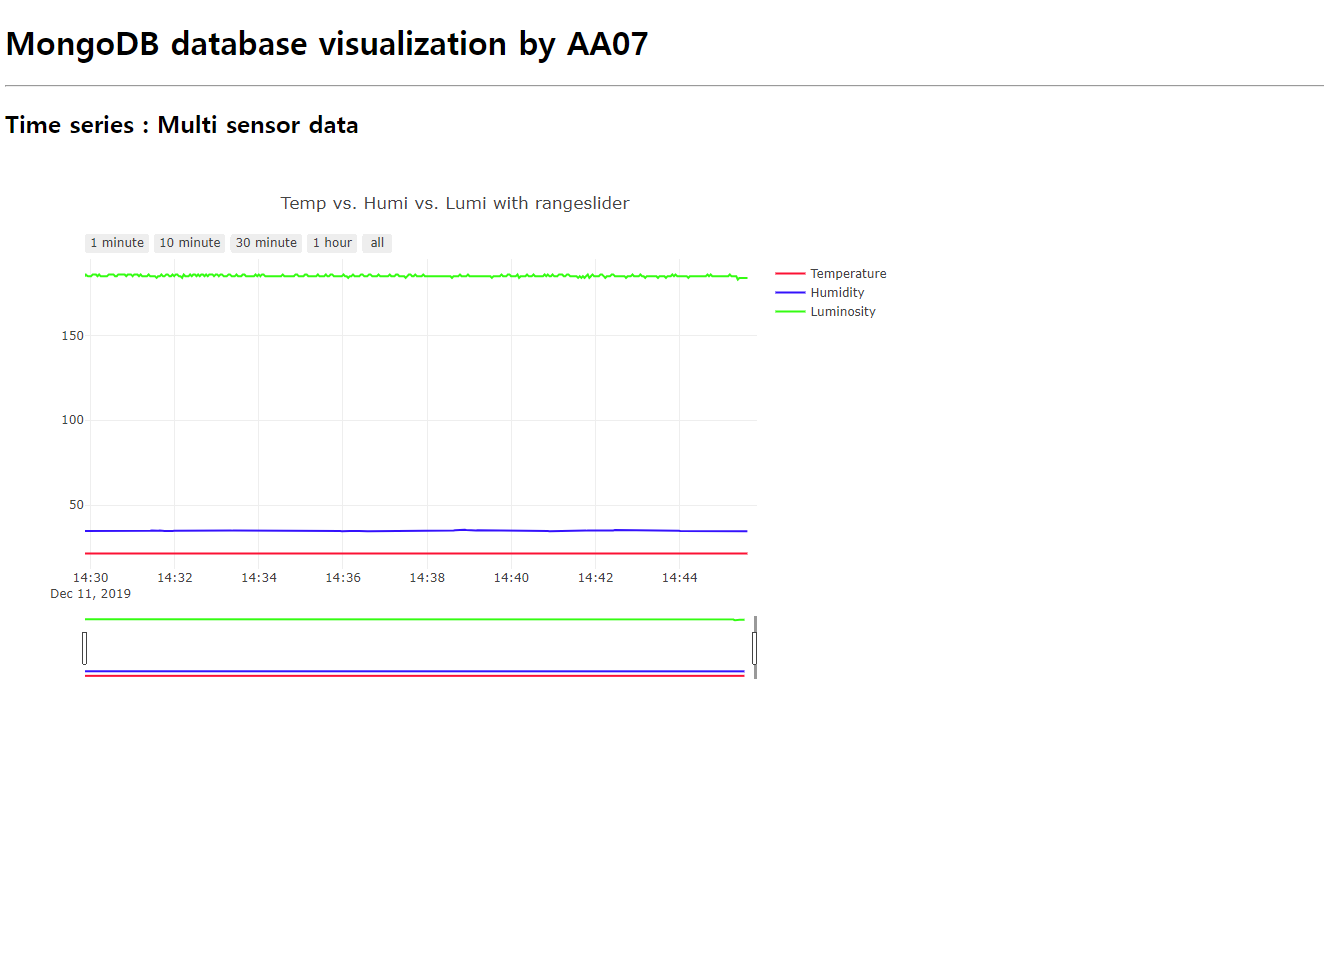 MongoDB database visualization by AA07
Time series : Multi sensor data
Temp vs. Humi vs. Lumi with rangeslider
1 minute 10 minute 30 minute 1 hour all
Temperature
Humidity
Luminosity
150
100
50
14:30 14:32 14:34 14:36 14:38 14:40 14:42 14:44
Dec 11, 2019